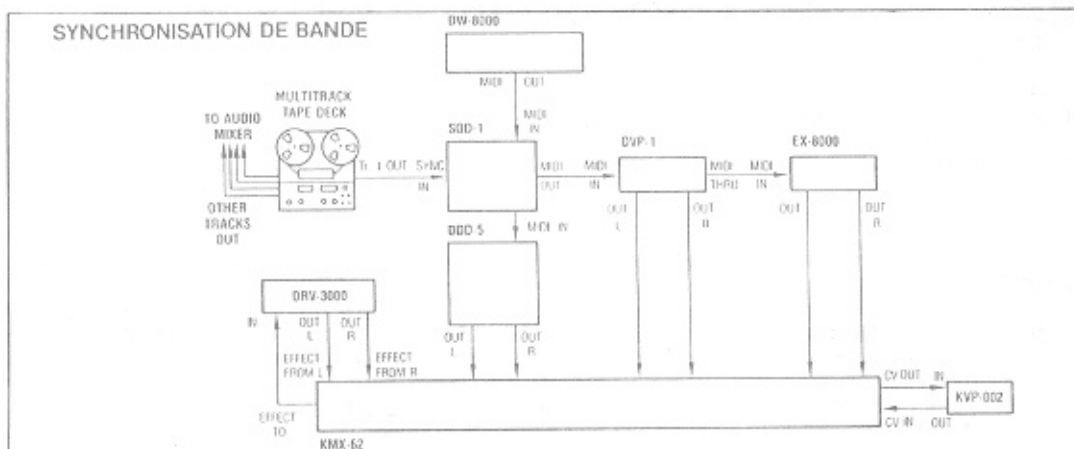 SYNCHRONISATION DE BANDE
DW-8000
MIDI OUT
MULTITRACK
TAPE DECK
TO AUDIO
MIXER
MIDI
IN
SQD-1
DVP-1
EX-8000
Tr. 1 OUT SYNC
IN
MIDI
OUT
MIDI
IN
MIDI
THRU
MIDI
IN
OTHER
TRACKS
OUT
OUT
L
OUT
R
OUT
OUT
R
DDD-5
MIDI IN
DRV-3000
IN
OUT
L
OUT
R
OUT
L
OUT
R
EFFECT
FROM L
EFFECT
FROM R
EFFECT
TO
CV OUT IN
KVP-002
CV IN OUT
KMX-62